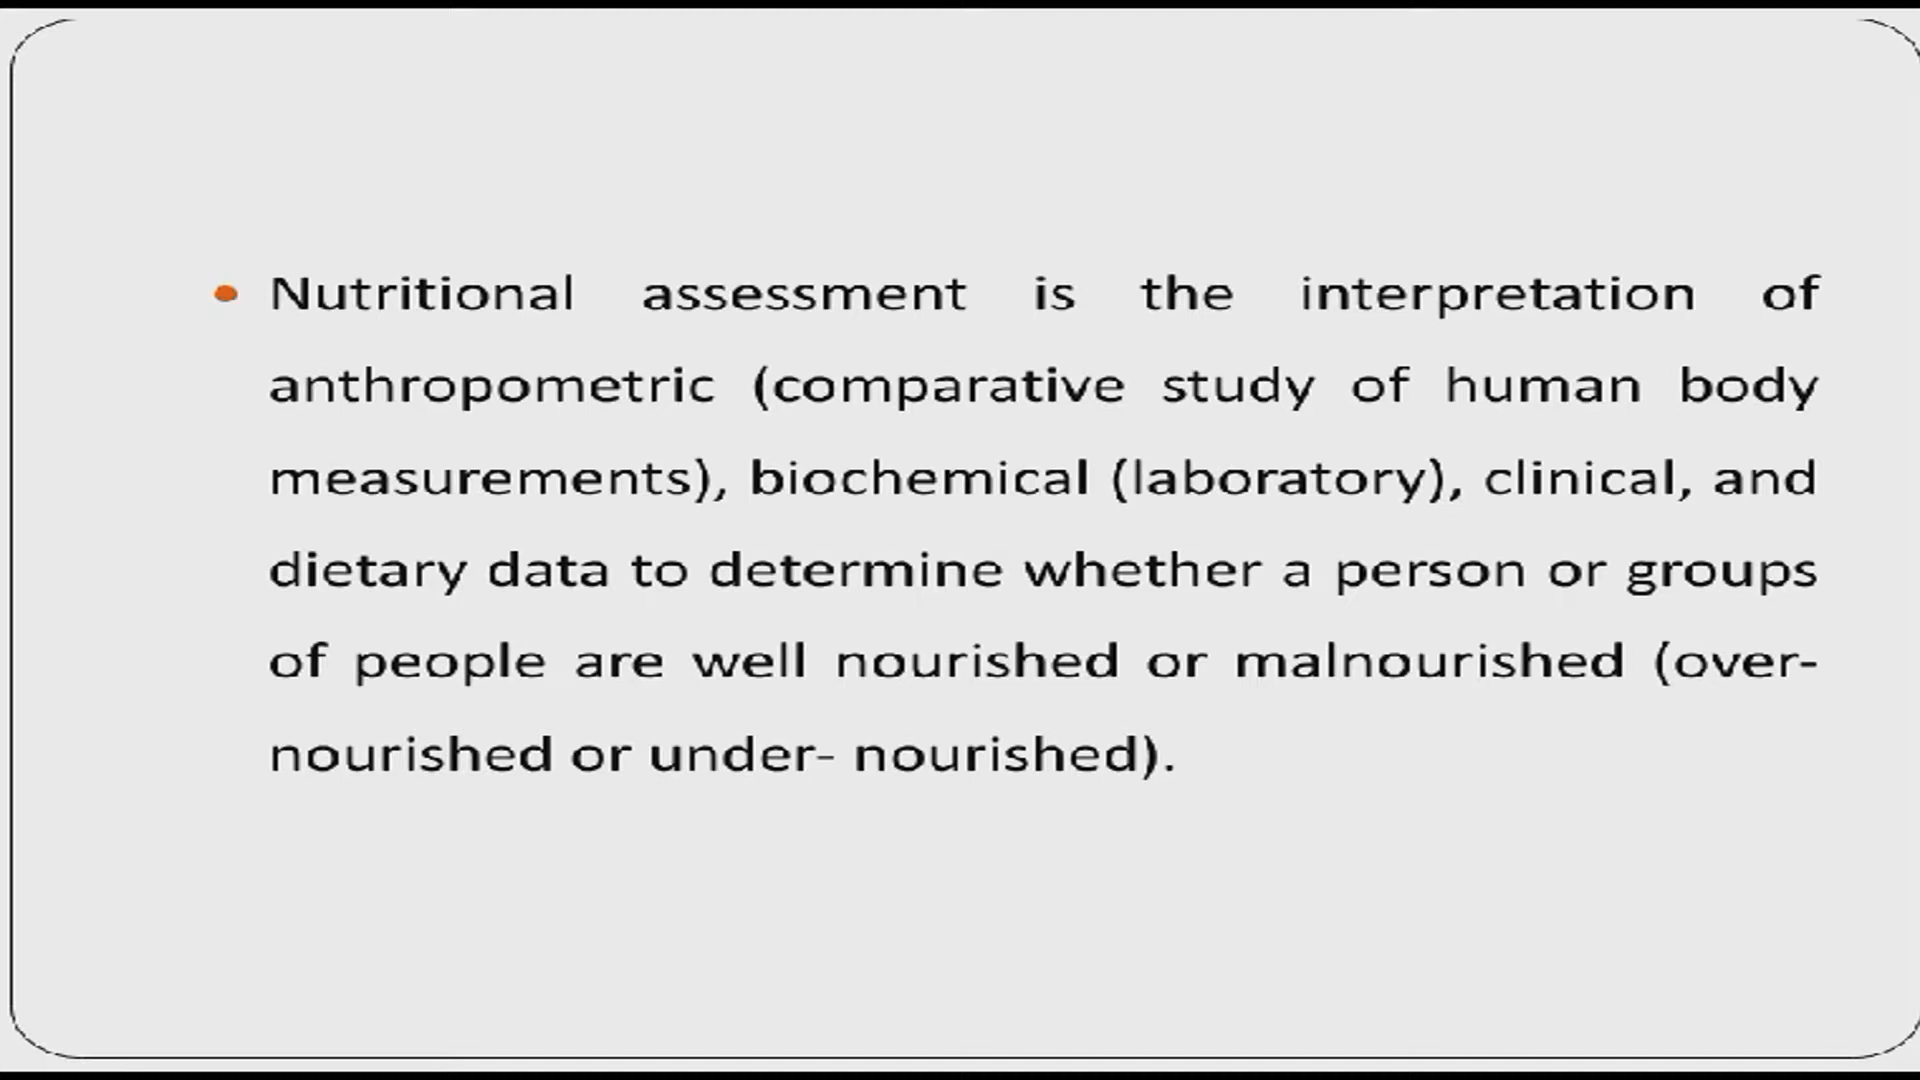 • Nutritional assessment is the interpretation of
anthropometric (comparative study of human body
measurements), biochemical (laboratory), clinical, and
dietary data to determine whether a person or groups
of people are well nourished or malnourished (over-
nourished or under- nourished).